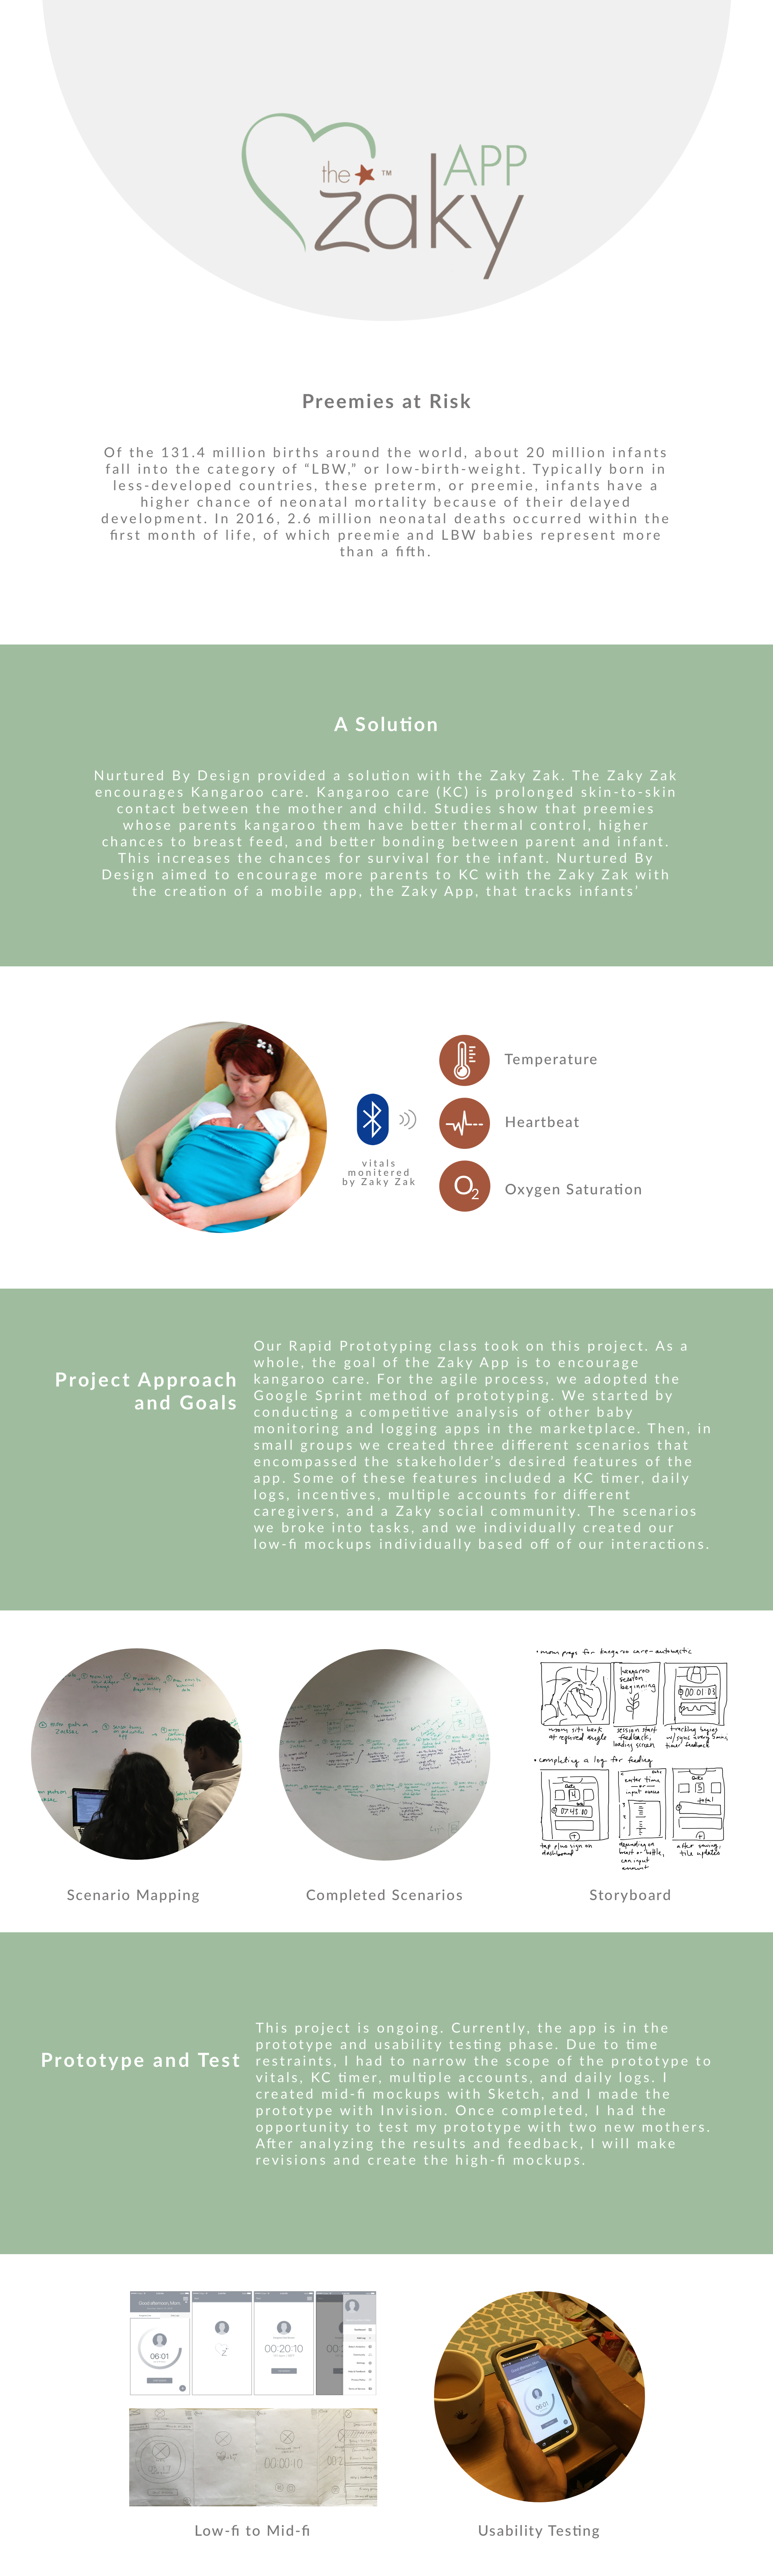 the ★ ™ APP
zaky
Preemies at Risk
Of the 131.4 million births around the world, about 20 million infants
fall into the category of “LBW,” or low-birth-weight. Typically born in
less-developed countries, these preterm, or preemie, infants have a
higher chance of neonatal mortality because of their delayed
development. In 2016, 2.6 million neonatal deaths occurred within the
first month of life, of which preemie and LBW babies represent more
than a fifth.
A Solution
Nurtured By Design provided a solution with the Zaky Zak. The Zaky Zak
encourages Kangaroo care. Kangaroo care (KC) is prolonged skin-to-skin
contact between the mother and child. Studies show that preemies
whose parents kangaroo them have better thermal control, higher
chances to breast feed, and better bonding between parent and infant.
This increases the chances for survival for the infant. Nurtured By
Design aimed to encourage more parents to KC with the Zaky Zak with
the creation of a mobile app, the Zaky App, that tracks infants’
Temperature
Heartbeat
O2
Oxygen Saturation
vitals
monitered
by Zaky Zak
Project Approach
and Goals
Our Rapid Prototyping class took on this project. As a
whole, the goal of the Zaky App is to encourage
kangaroo care. For the agile process, we adopted the
Google Sprint method of prototyping. We started by
conducting a competitive analysis of other baby
monitoring and logging apps in the marketplace. Then, in
small groups we created three different scenarios that
encompassed the stakeholder’s desired features of the
app. Some of these features included a KC timer, daily
logs, incentives, multiple accounts for different
caregivers, and a Zaky social community. The scenarios
we broke into tasks, and we individually created our
low-fi mockups individually based off of our interactions.
• mom preps for kangaroo care - automatic
kangaroo
session
beginning
00:01:03
mom sits back
at required angle
session start
feedback,
loading screen
tracking begins
w/ sync every 5 mins
timer feedback
• completing a log for feeding
enter time
07:43:10
total
tap plus sign on
dashboard
depending on
breast or bottle,
can input
amount
after saving,
tile updates
Scenario Mapping
Completed Scenarios
Storyboard
Prototype and Test
This project is ongoing. Currently, the app is in the
prototype and usability testing phase. Due to time
restraints, I had to narrow the scope of the prototype to
vitals, KC timer, multiple accounts, and daily logs. I
created mid-fi mockups with Sketch, and I made the
prototype with Invision. Once completed, I had the
opportunity to test my prototype with two new mothers.
After analyzing the results and feedback, I will make
revisions and create the high-fi mockups.
Good afternoon, Mom
06:01
00:20:10
00:2
00:00:10
Low-fi to Mid-fi
Usability Testing